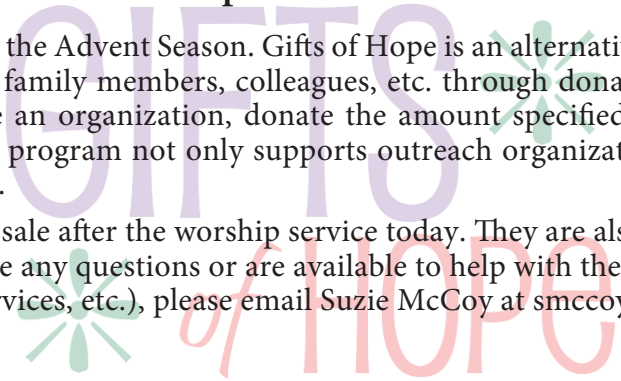 the Advent Season. Gifts of Hope is an alternati
family members, colleagues, etc. through dona
an organization, donate the amount specified
program not only supports outreach organizat
.
sale after the worship service today. They are als
e any questions or are available to help with the
rvices, etc.), please email Suzie McCoy at smccoy
GIFTS
of HOPe